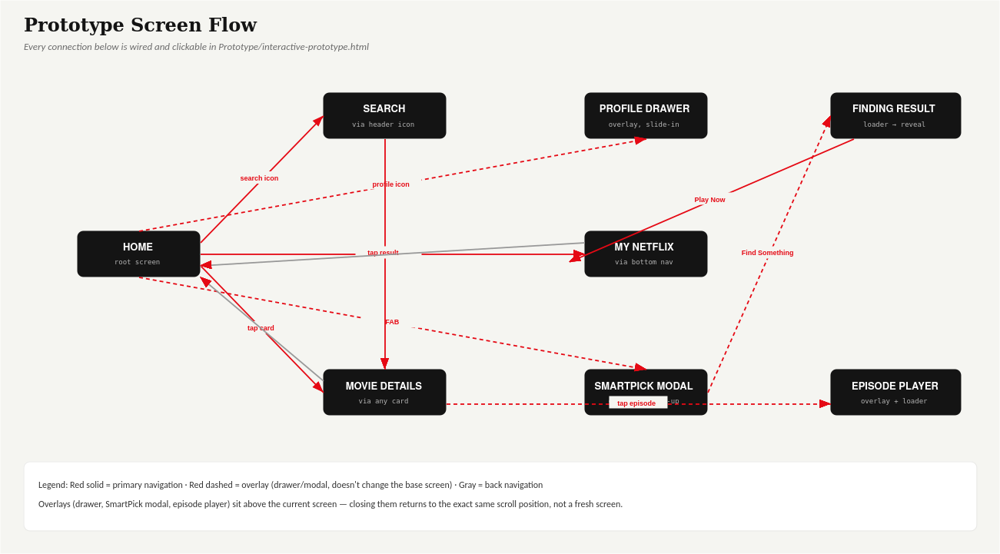 Prototype Screen Flow
Every connection below is wired and clickable in Prototype/interactive-prototype.html
SEARCH
via header icon
PROFILE DRAWER
overlay, slide-in
FINDING RESULT
loader → reveal
search icon
profile icon
Play Now
HOME
root screen
tap result
MY NETFLIX
via bottom nav
Find Something
tap card
FAB
MOVIE DETAILS
via any card
SMARTPICK MODAL
-up
tap episode
EPISODE PLAYER
overlay + loader
Legend: Red solid = primary navigation · Red dashed = overlay (drawer/modal, doesn't change the base screen) · Gray = back navigation
Overlays (drawer, SmartPick modal, episode player) sit above the current screen — closing them returns to the exact same scroll position, not a fresh screen.